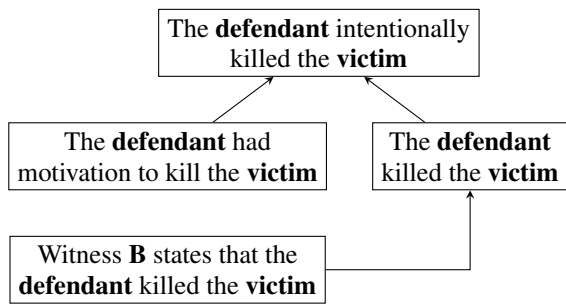 The defendant intentionally
killed the victim
The defendant had
motivation to kill the victim
The defendant
killed the victim
Witness B states that the
defendant killed the victim